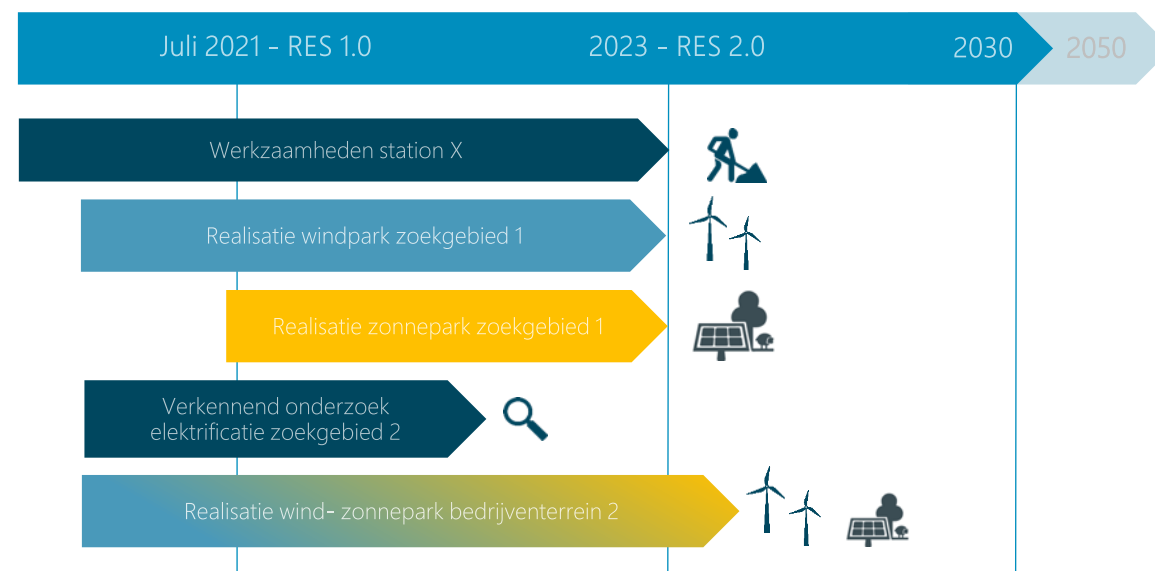 Juli 2021 - RES 1.0
2023 - RES 2.0
2030
2050
Werkzaamheden station X
Realisatie windpark zoekgebied 1
Realisatie zonnepark zoekgebied 1
Verkennend onderzoek
elektrificatie zoekgebied 2
Realisatie wind- zonnepark bedrijventerrein 2